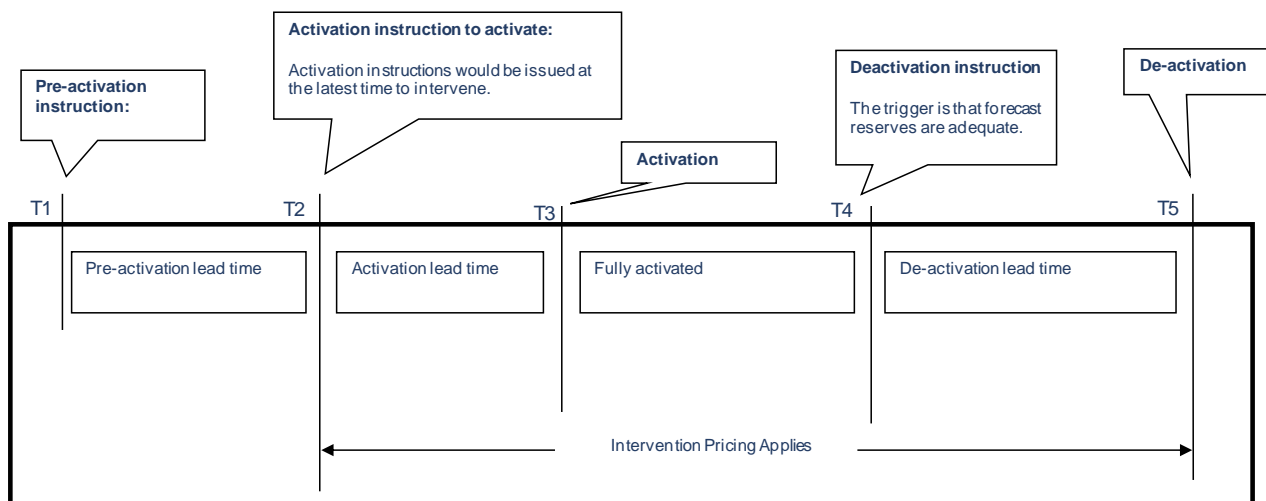 Activation instruction to activate:
Activation instructions would be issued at
the latest time to intervene.
Pre-activation
instruction:
Deactivation instruction
The trigger is that forecast
reserves are adequate.
De-activation
Activation
T1
T2
T3
T4
T5
Pre-activation lead time
Activation lead time
Fully activated
De-activation lead time
Intervention Pricing Applies